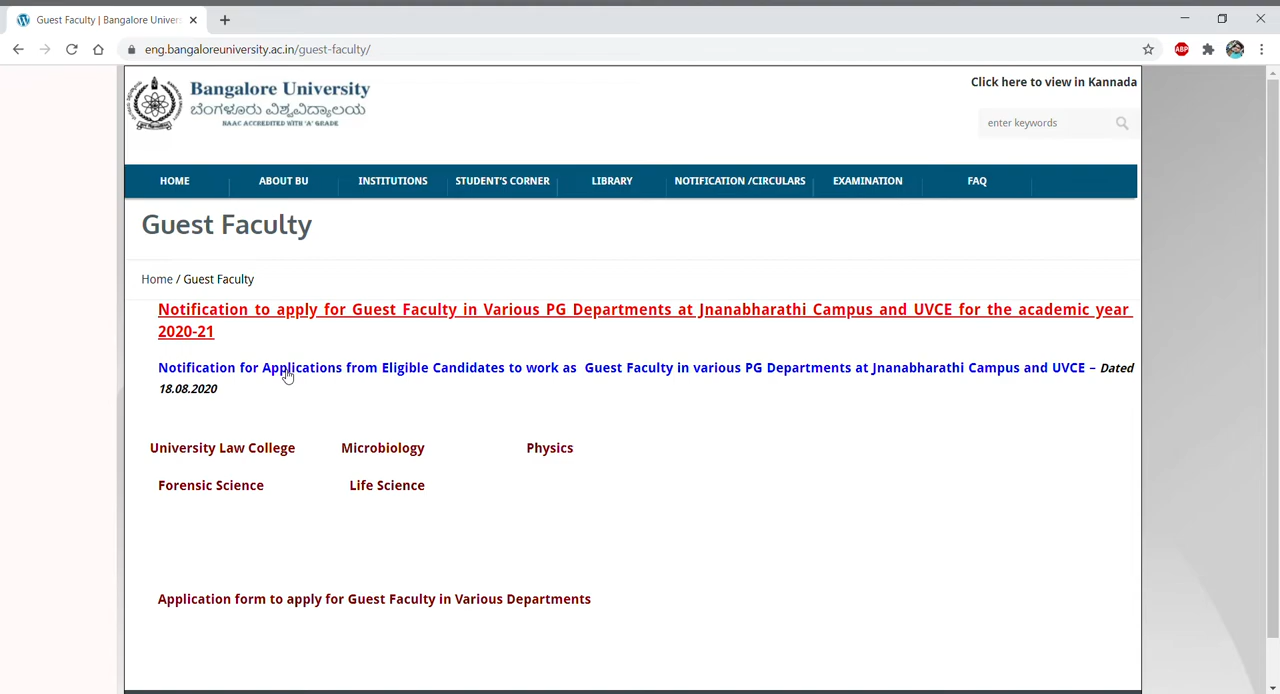 Guest Faculty | Bangalore Univers
eng.bangaloreuniversity.ac.in/guest-faculty/
ABP
Bangalore University
ಬೆಂಗಳೂರು ವಿಶ್ವವಿದ್ಯಾಲಯ
NAAC ACCREDITED WITH 'A' GRADE
Click here to view in Kannada
enter keywords
HOME ABOUT BU INSTITUTIONS STUDENT'S CORNER LIBRARY NOTIFICATION /CIRCULARS EXAMINATION FAQ
Guest Faculty
Home / Guest Faculty
Notification to apply for Guest Faculty in Various PG Departments at Jnanabharathi Campus and UVCE for the academic year
2020-21
Notification for Applications from Eligible Candidates to work as Guest Faculty in various PG Departments at Jnanabharathi Campus and UVCE – Dated
18.08.2020
University Law College Microbiology Physics
Forensic Science Life Science
Application form to apply for Guest Faculty in Various Departments